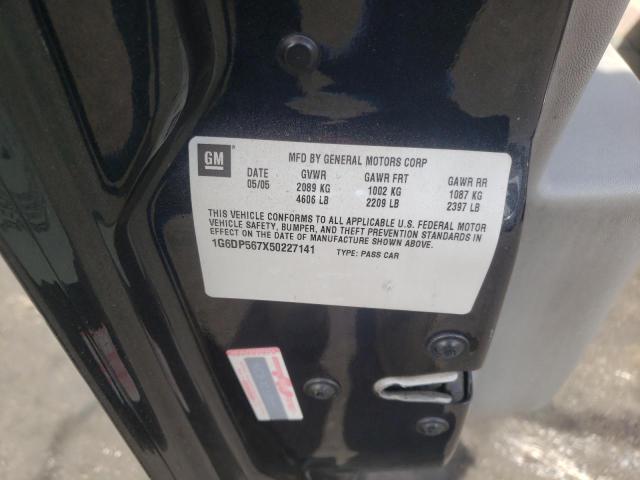 GM
MFD BY GENERAL MOTORS CORP
DATE GVWR GAWR FRT GAWR RR
05/05 2089 KG 1002 KG 1087 KG
4606 LB 2209 LB 2397 LB
THIS VEHICLE CONFORMS TO ALL APPLICABLE U.S. FEDERAL MOTOR
VEHICLE SAFETY, BUMPER, AND THEFT PREVENTION STANDARDS IN
EFFECT ON THE DATE OF MANUFACTURE SHOWN ABOVE.
1G6DP567X50227141 TYPE: PASS CAR